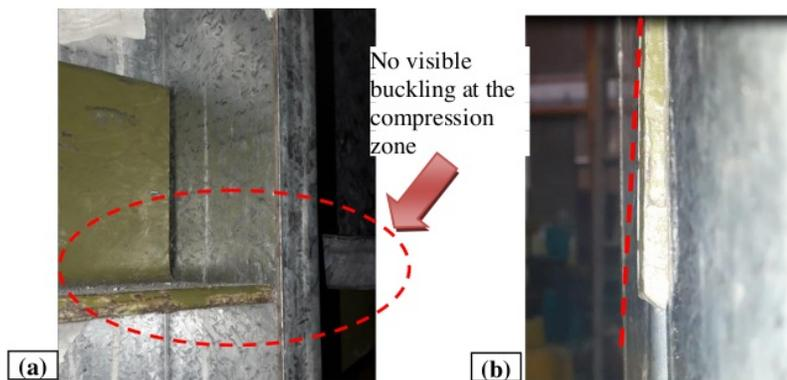 No visible
buckling at the
compression
zone
(a)
(b)